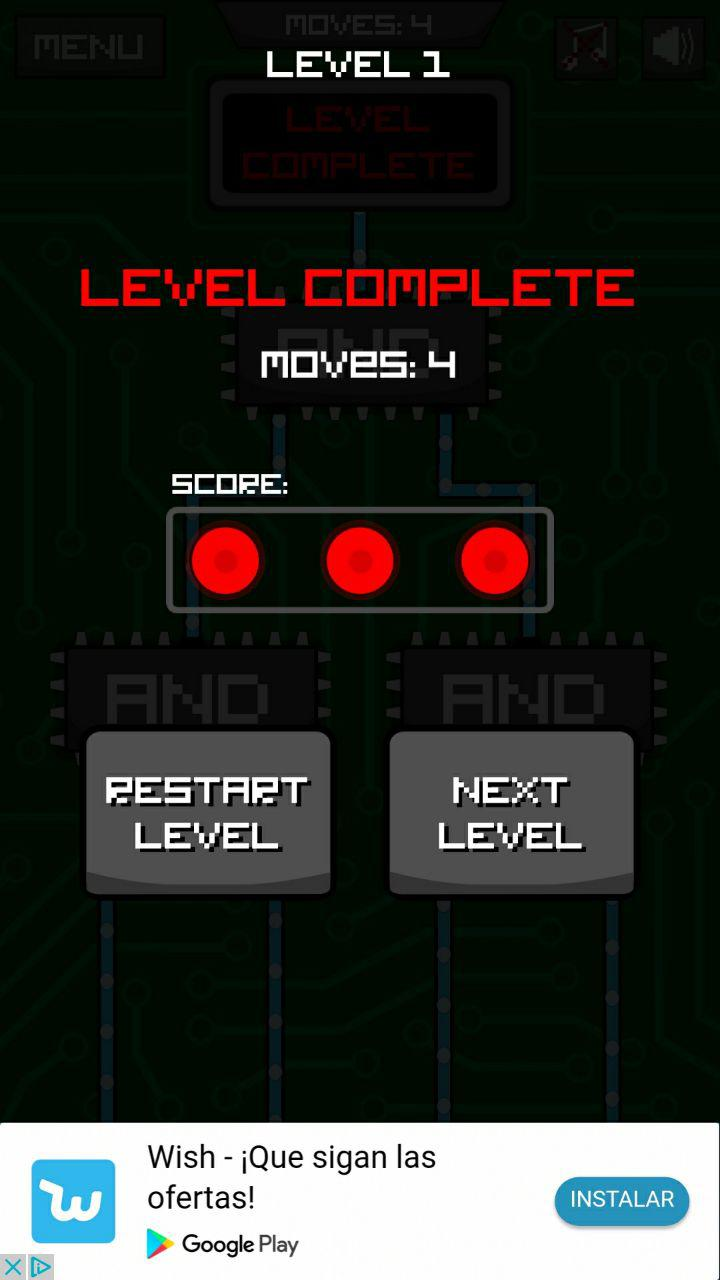 MENU
MOVES: 4
LEVEL 1
LEVEL
COMPLETE
LEVEL COMPLETE
AND
MOVES: 4
SCORE:
AND
AND
RESTART
LEVEL
NEXT
LEVEL
Wish - ¡Que sigan las
ofertas!
INSTALAR
Google Play